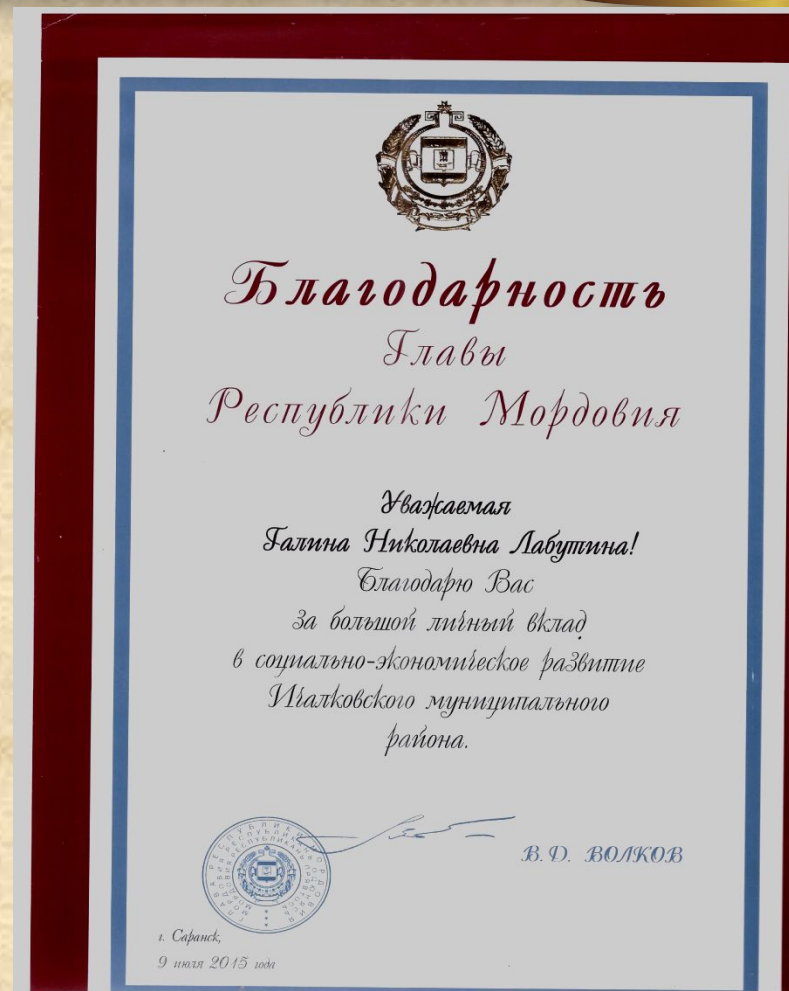 Благодарность
Главы
Республики Мордовия
Уважаемая
Галина Николаевна Лабутина!
Благодарю Вас
за большой личный вклад
в социально-экономическое развитие
Ичалковского муниципального
района.
В.Д. ВОЛКОВ
г. Саранск,
9 июля 2015 года